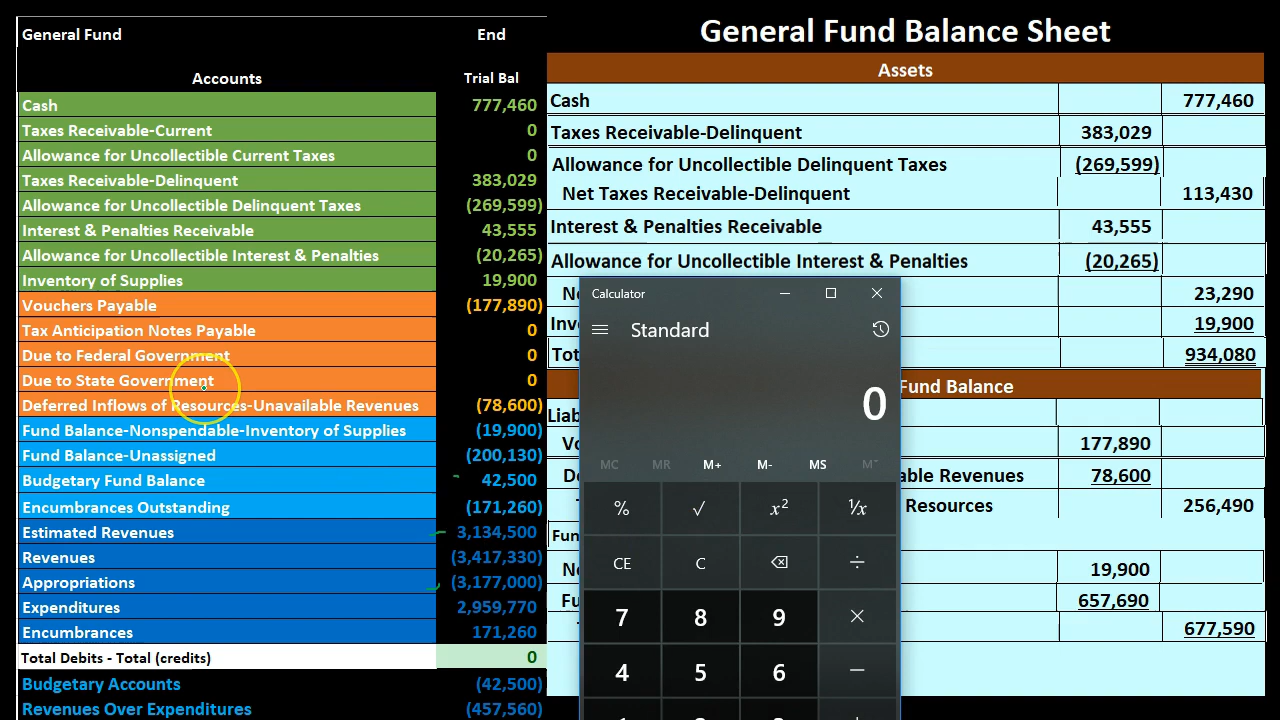 General Fund End
Accounts Trial Bal
Cash 777,460
Taxes Receivable-Current 0
Allowance for Uncollectible Current Taxes 0
Taxes Receivable-Delinquent 383,029
Allowance for Uncollectible Delinquent Taxes (269,599)
Interest & Penalties Receivable 43,555
Allowance for Uncollectible Interest & Penalties (20,265)
Inventory of Supplies 19,900
Vouchers Payable (177,890)
Tax Anticipation Notes Payable 0
Due to Federal Government 0
Due to State Government 0
Deferred Inflows of Resources-Unavailable Revenues (78,600)
Fund Balance-Nonspendable-Inventory of Supplies (19,900)
Fund Balance-Unassigned (200,130)
Budgetary Fund Balance 42,500
Encumbrances Outstanding (171,260)
Estimated Revenues 3,134,500
Revenues (3,417,330)
Appropriations (3,177,000)
Expenditures 2,959,770
Encumbrances 171,260
Total Debits - Total (credits) 0
Budgetary Accounts (42,500)
Revenues Over Expenditures (457,560)
General Fund Balance Sheet
Assets
Cash 777,460
Taxes Receivable-Delinquent 383,029
Allowance for Uncollectible Delinquent Taxes (269,599)
Net Taxes Receivable-Delinquent 113,430
Interest & Penalties Receivable 43,555
Allowance for Uncollectible Interest & Penalties (20,265)
23,290
19,900
934,080
Fund Balance
177,890
Revenues 78,600
Resources 256,490
19,900
657,690
677,590
Calculator
Standard
0
MC MR M+ M- MS
% √ x² ¹/x
CE C ÷
7 8 9 ×
4 5 6 −